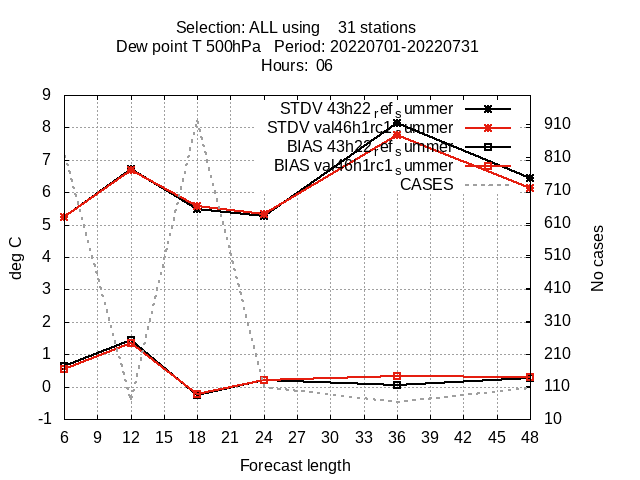 Selection: ALL using 31 stations
Dew point T 500hPa Period: 20220701-20220731
Hours: 06
STDV 43h22_ref_summer
STDV val46h1rc1_summer
BIAS 43h22_ref_summer
BIAS val46h1rc1_summer
CASES
9
8
7
6
5
4
3
2
1
0
-1
deg C
910
810
710
610
510
410
310
210
110
10
No cases
6 9 12 15 18 21 24 27 30 33 36 39 42 45 48
Forecast length